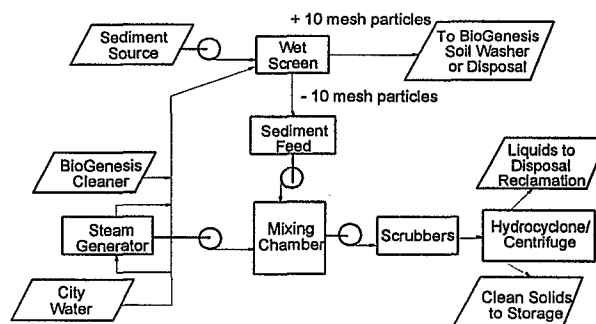 + 10 mesh particles
Sediment
Source
Wet
Screen
To BioGenesis
Soil Washer
or Disposal
- 10 mesh particles
Sediment
Feed
BioGenesis
Cleaner
Liquids to
Disposal
Reclamation
Steam
Generator
Mixing
Chamber
Scrubbers
Hydrocyclone/
Centrifuge
City
Water
Clean Solids
to Storage